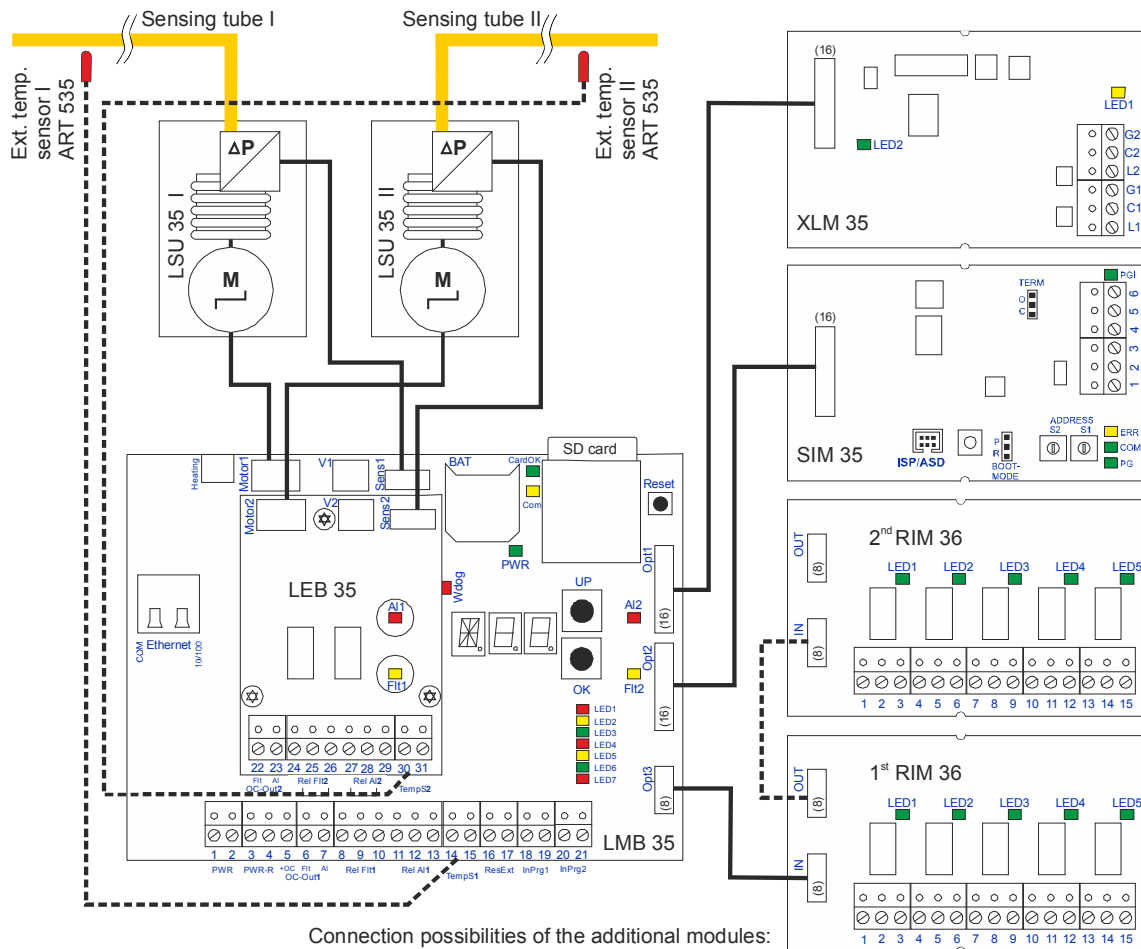 Sensing tube I
Sensing tube II
Ext. temp.
sensor I
ART 535
Ext. temp.
sensor II
ART 535
ΔP
ΔP
LSU 35 I
LSU 35 II
M
M
(16)
LED1
LED2
G2
C2
L2
G1
C1
L1
XLM 35
(16)
TERM
O
C
PGI
6
5
4
3
2
1
ADDRESS
S2 S1
ERR
COM
PG
P
R
BOOT-
MODE
ISP/ASD
SIM 35
Heating
Motor1
V1
Sens1
BAT
CardOK
Com
SD card
Reset
Motor2
V2
Sens2
PWR
Opt1
(16)
LEB 35
Wdog
UP
OK
Al1
Al2
Flt1
Flt2
COM
Ethernet
10/100
Opt2
(16)
LED1
LED2
LED3
LED4
LED5
LED6
LED7
Opt3
(8)
22 23 24 25 26 27 28 29 30 31
Flt Al Rel Flt2 Rel Al2 TempS2
OC-Out2
LMB 35
1 2 3 4 5 6 7 8 9 10 11 12 13 14 15 16 17 18 19 20 21
PWR PWR-R +OC Flt Al Rel Flt1 Rel Al1 TempS1 ResExt InPrg1 InPrg2
OC-Out1
OUT
(8)
2nd RIM 36
LED1 LED2 LED3 LED4 LED5
IN
(8)
1 2 3 4 5 6 7 8 9 10 11 12 13 14 15
OUT
(8)
1st RIM 36
LED1 LED2 LED3 LED4 LED5
IN
(8)
1 2 3 4 5 6 7 8 9 10 11 12 13 14 15
Connection possibilities of the additional modules: